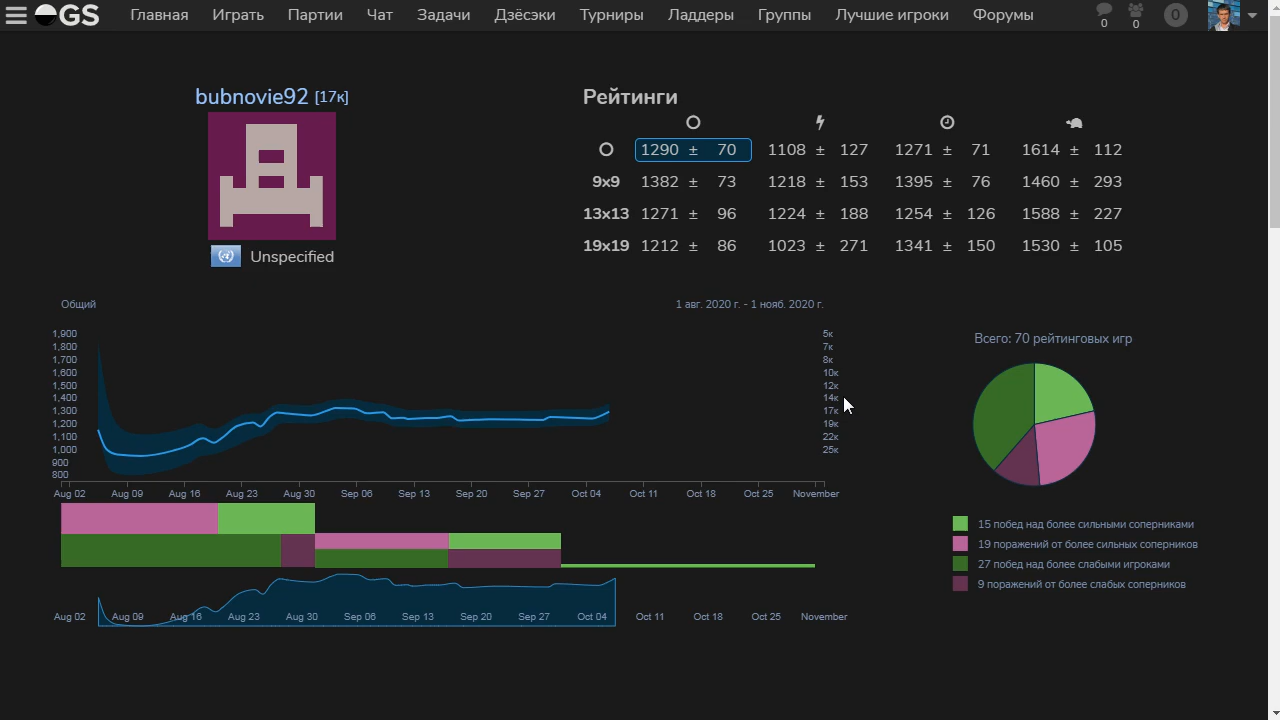 OGS Главная Играть Партии Чат Задачи Дзёсэки Турниры Ладдеры Группы Лучшие игроки Форумы 0 0 0
bubnovie92 [17к]
Unspecified
Рейтинги
1290 ± 70 1108 ± 127 1271 ± 71 1614 ± 112
9x9 1382 ± 73 1218 ± 153 1395 ± 76 1460 ± 293
13x13 1271 ± 96 1224 ± 188 1254 ± 126 1588 ± 227
19x19 1212 ± 86 1023 ± 271 1341 ± 150 1530 ± 105
Общий 1 авг. 2020 г. - 1 нояб. 2020 г.
1,900 5к
1,800 7к
1,700 8к
1,600 10к
1,500 12к
1,400 14к
1,300 17к
1,200 19к
1,100 22к
1,000 25к
900
800
Aug 02 Aug 09 Aug 16 Aug 23 Aug 30 Sep 06 Sep 13 Sep 20 Sep 27 Oct 04 Oct 11 Oct 18 Oct 25 November
Aug 02 Aug 09 Aug 16 Aug 23 Aug 30 Sep 06 Sep 13 Sep 20 Sep 27 Oct 04 Oct 11 Oct 18 Oct 25 November
Всего: 70 рейтинговых игр
15 побед над более сильными соперниками
19 поражений от более сильных соперников
27 побед над более слабыми игроками
9 поражений от более слабых соперников